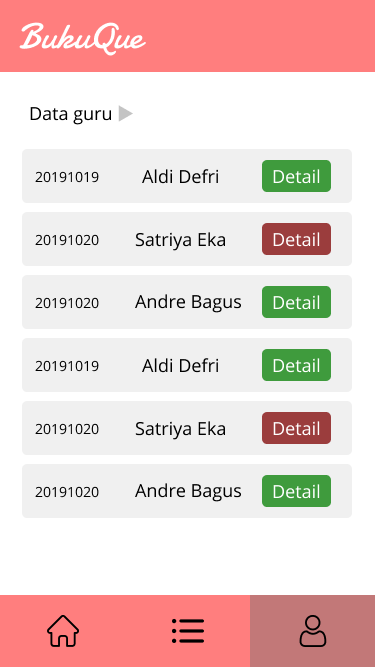 BukuQue
Data guru
20191019 Aldi Defri Detail
20191020 Satriya Eka Detail
20191020 Andre Bagus Detail
20191019 Aldi Defri Detail
20191020 Satriya Eka Detail
20191020 Andre Bagus Detail